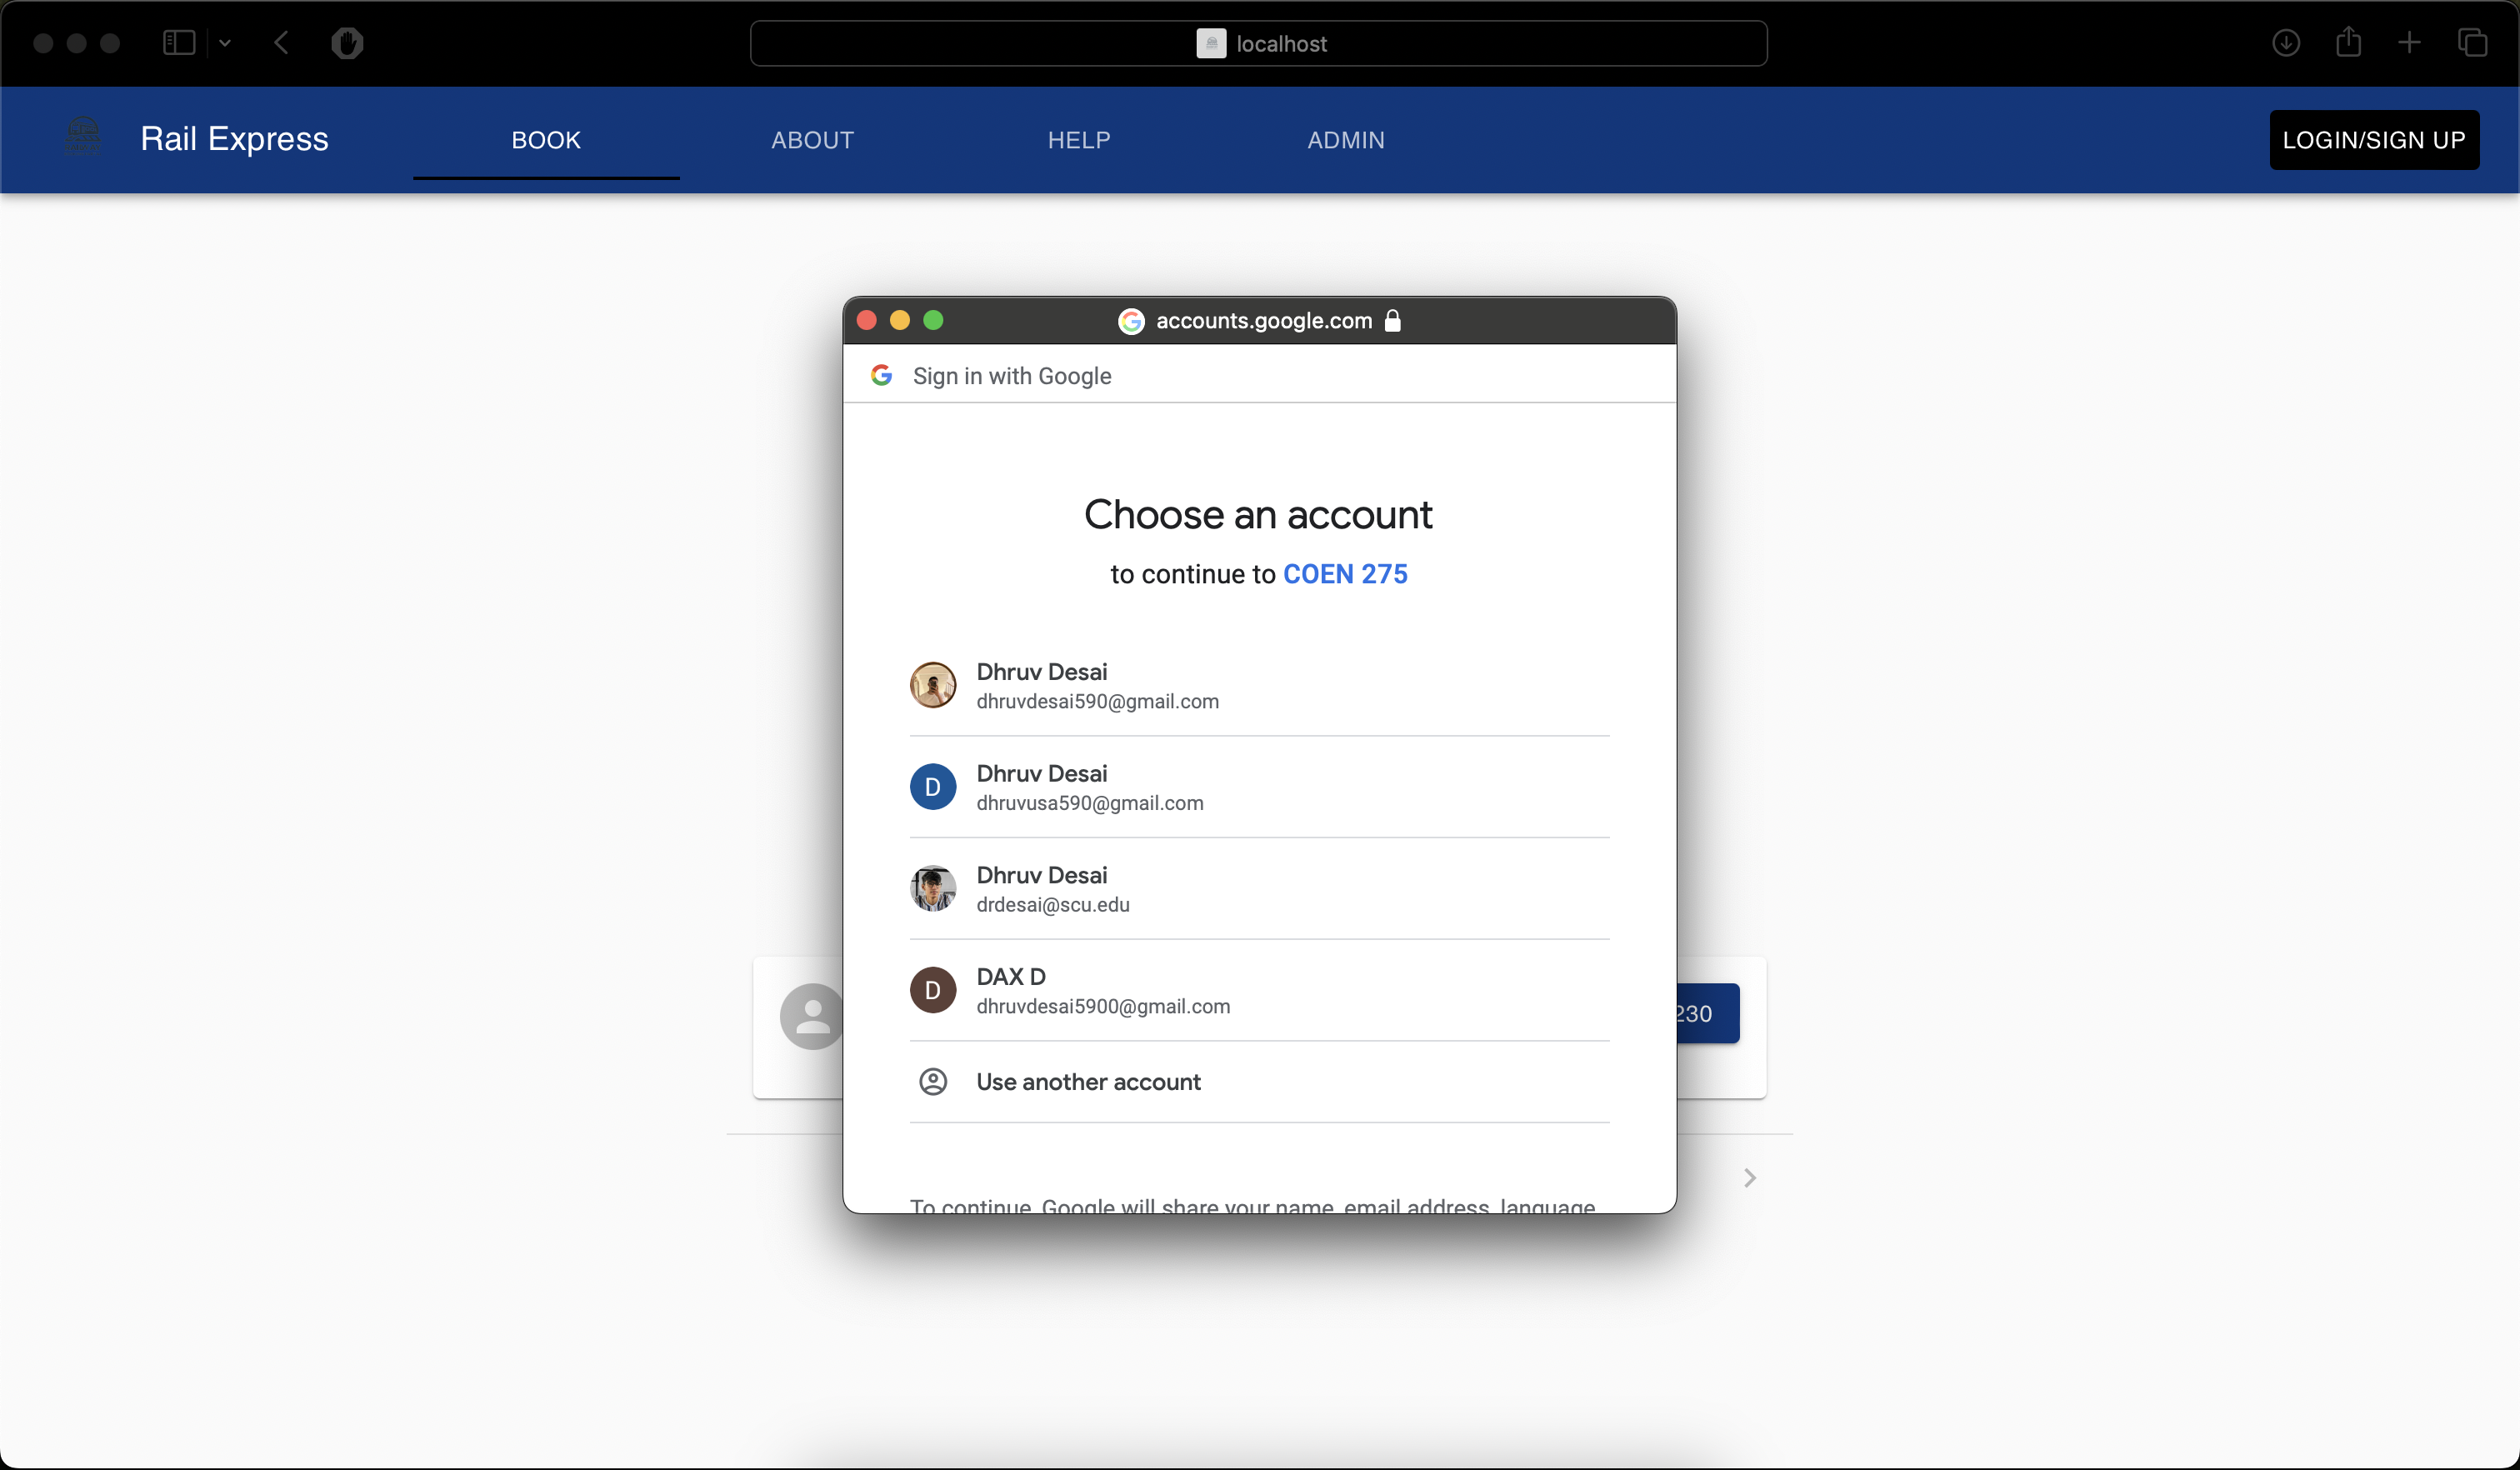 localhost
Rail Express
BOOK
ABOUT
HELP
ADMIN
LOGIN/SIGN UP
accounts.google.com
Sign in with Google
Choose an account
to continue to COEN 275
Dhruv Desai
dhruvdesai590@gmail.com
D
Dhruv Desai
dhruvusa590@gmail.com
Dhruv Desai
drdesai@scu.edu
D
DAX D
dhruvdesai5900@gmail.com
230
Use another account
To continue, Google will share your name, email address, language